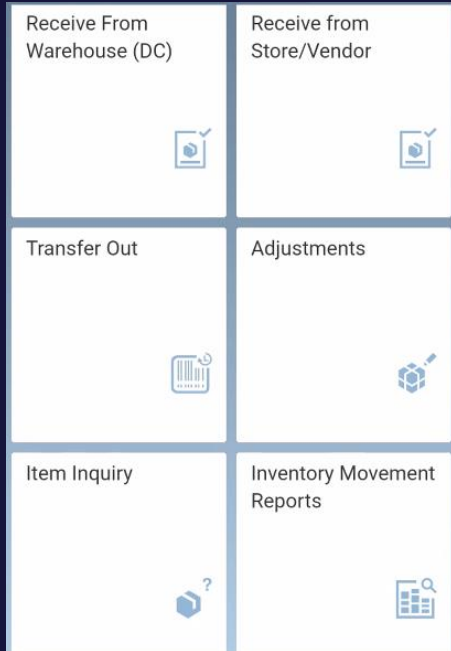 Receive From
Warehouse (DC)
Receive from
Store/Vendor
Transfer Out
Adjustments
Item Inquiry
?
Inventory Movement
Reports